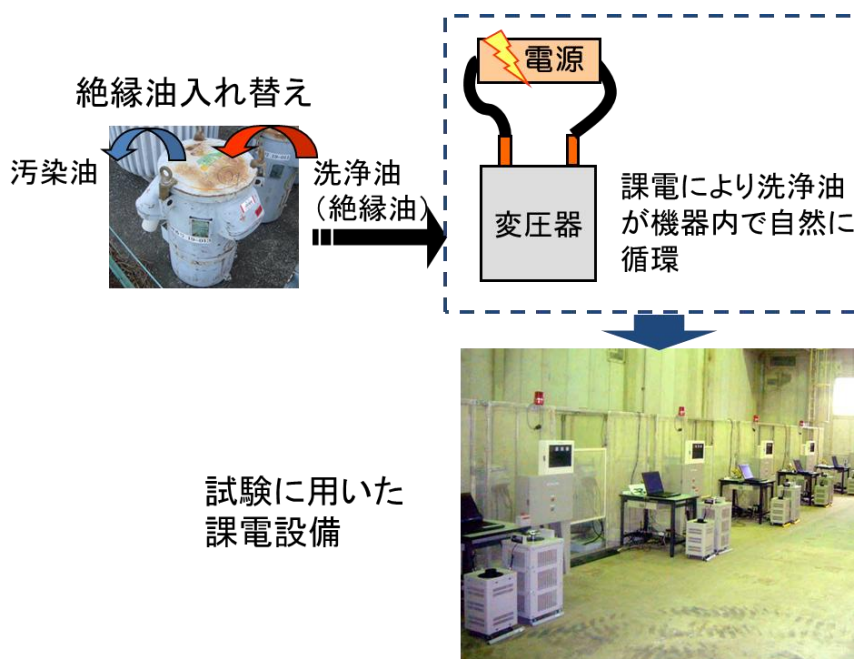 絶縁油入れ替え
汚染油
洗浄油
（絶縁油）
電源
変圧器
課電により洗浄油
が機器内で自然に
循環
試験に用いた
課電設備